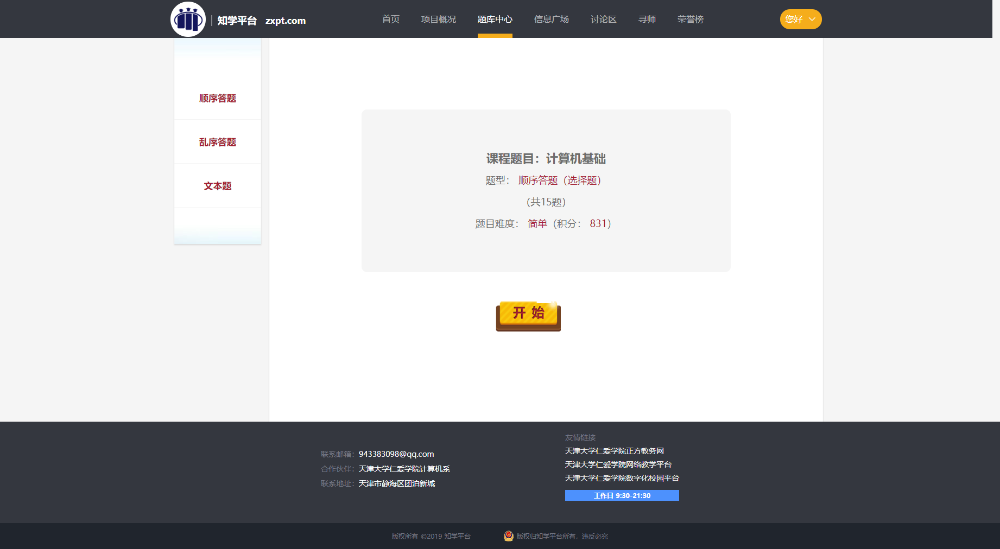 知学平台 zxpt.com
首页 项目概况 题库中心 信息广场 讨论区 寻师 荣誉榜
您好
顺序答题
乱序答题
文本题
课程题目：计算机基础
题型： 顺序答题（选择题）
（共15题）
题目难度： 简单（积分： 831）
开 始
联系邮箱：943383098@qq.com
合作伙伴：天津大学仁爱学院计算机系
联系地址：天津市静海区团泊新城
友情链接
天津大学仁爱学院正方教务网
天津大学仁爱学院网络教学平台
天津大学仁爱学院数字化校园平台
工作日 9:30-21:30
版权所有 ©2019 知学平台
版权归知学平台所有，违反必究